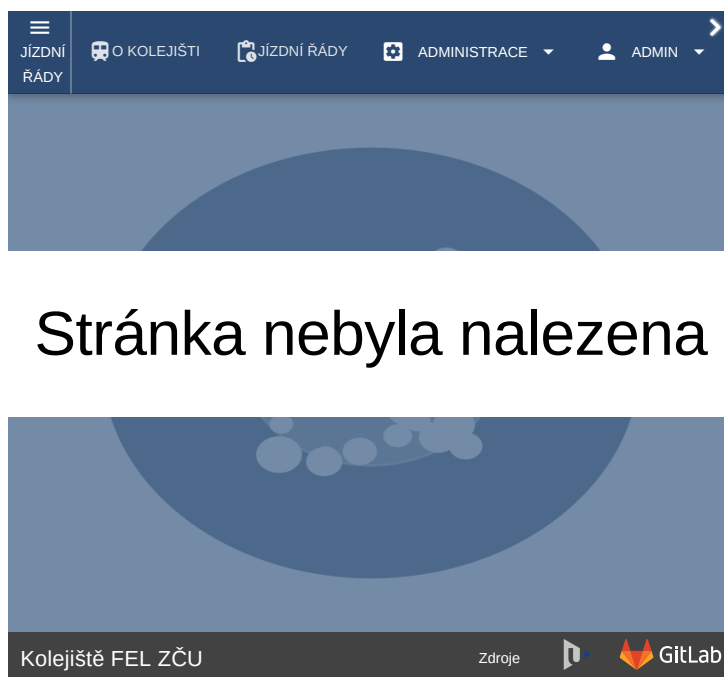 JÍZDNÍ
ŘÁDY
O KOLEJIŠTI
JÍZDNÍ ŘÁDY
ADMINISTRACE
ADMIN
Stránka nebyla nalezena
Kolejiště FEL ZČU
Zdroje
GitLab